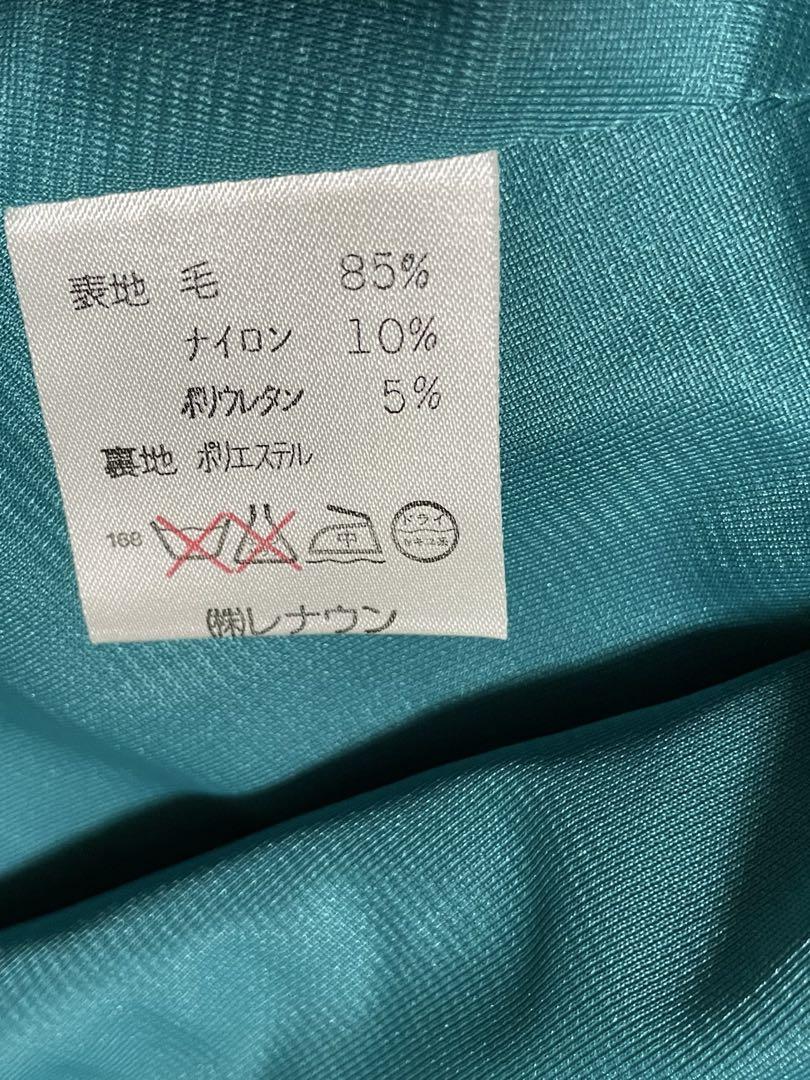 表地 毛 85%
ナイロン 10%
ポリウレタン 5%
裏地 ポリエステル
168 中 ドライ
㈱レナウン